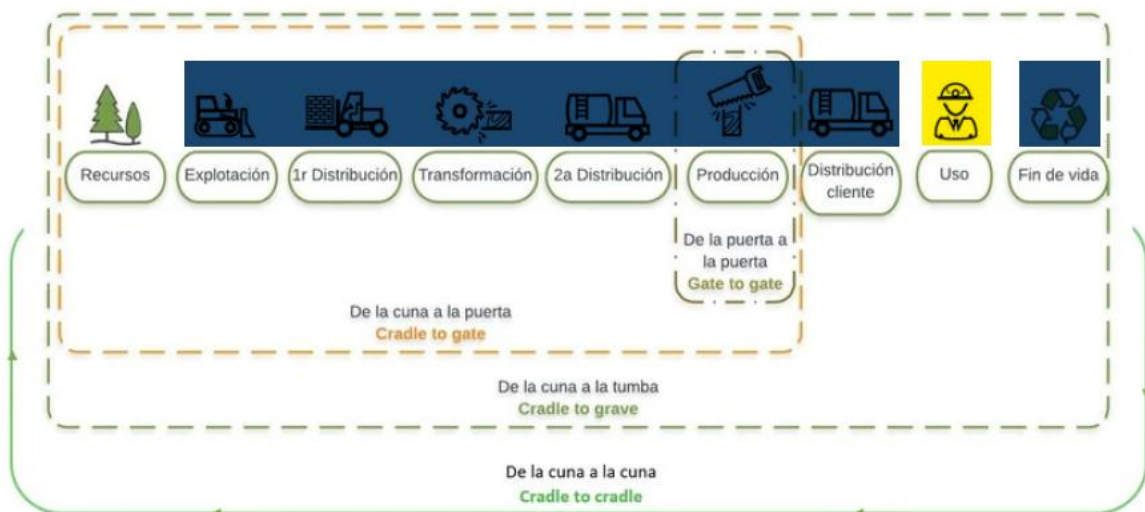 Recursos
Explotación
1r Distribución
Transformación
2a Distribución
Producción
Distribución
cliente
Uso
Fin de vida
De la puerta a
la puerta
Gate to gate
De la cuna a la puerta
Cradle to gate
De la cuna a la tumba
Cradle to grave
De la cuna a la cuna
Cradle to cradle